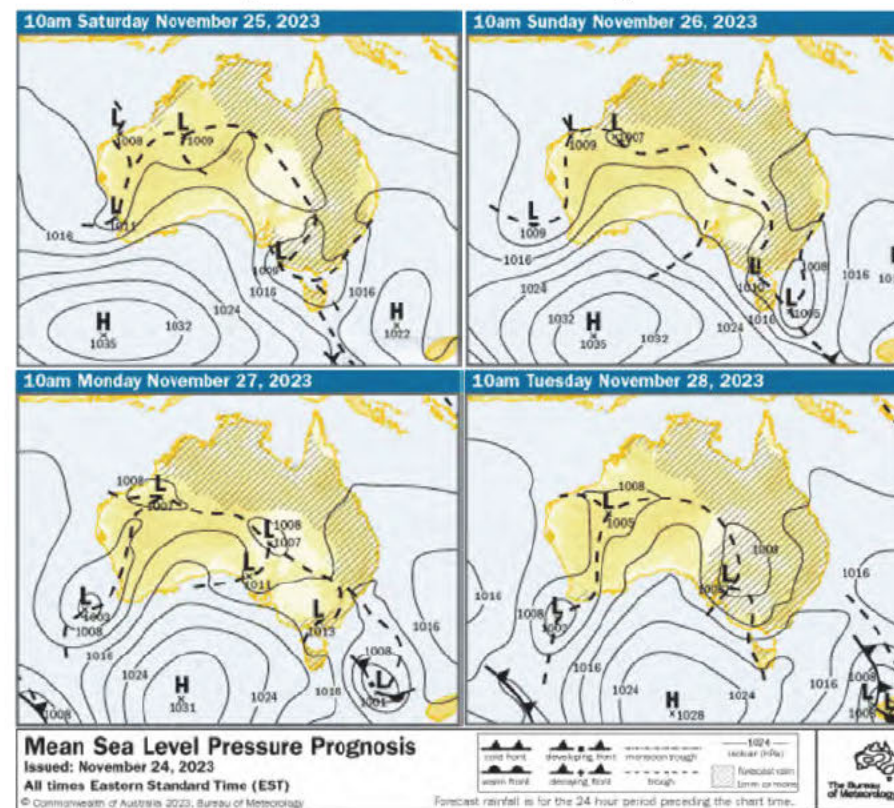 10am Saturday November 25, 2023
L
1008
L
1009
L
1011
1016
L
1009
1016
1016
1024
H
1032
1035
H
1022
10am Sunday November 26, 2023
L
1009
L
1007
L
1009
1016
1024
1032
H
1032
1035
1024
L
1010
1016
1008
L
1016
10am Monday November 27, 2023
1008
L
1008
L
1007
L
1011
L
1008
L
1013
1016
1024
H
1031
1024
1016
1008
L
1001
1016
1008
10am Tuesday November 28, 2023
1008
L
1005
1008
L
1016
1008
L
1016
1024
H
1028
1024
1016
1016
1008
L
1008
L
Mean Sea Level Pressure Prognosis
Issued: November 24, 2023
All times Eastern Standard Time (EST)
© Commonwealth of Australia 2023, Bureau of Meteorology
cold front
developing front
monsoon trough
1024
isobar (hPa)
warm front
decaying front
trough
forecast rain
1mm or more
Forecast rainfall is for the 24 hour period preceding the chart time.
The Bureau
of Meteorology